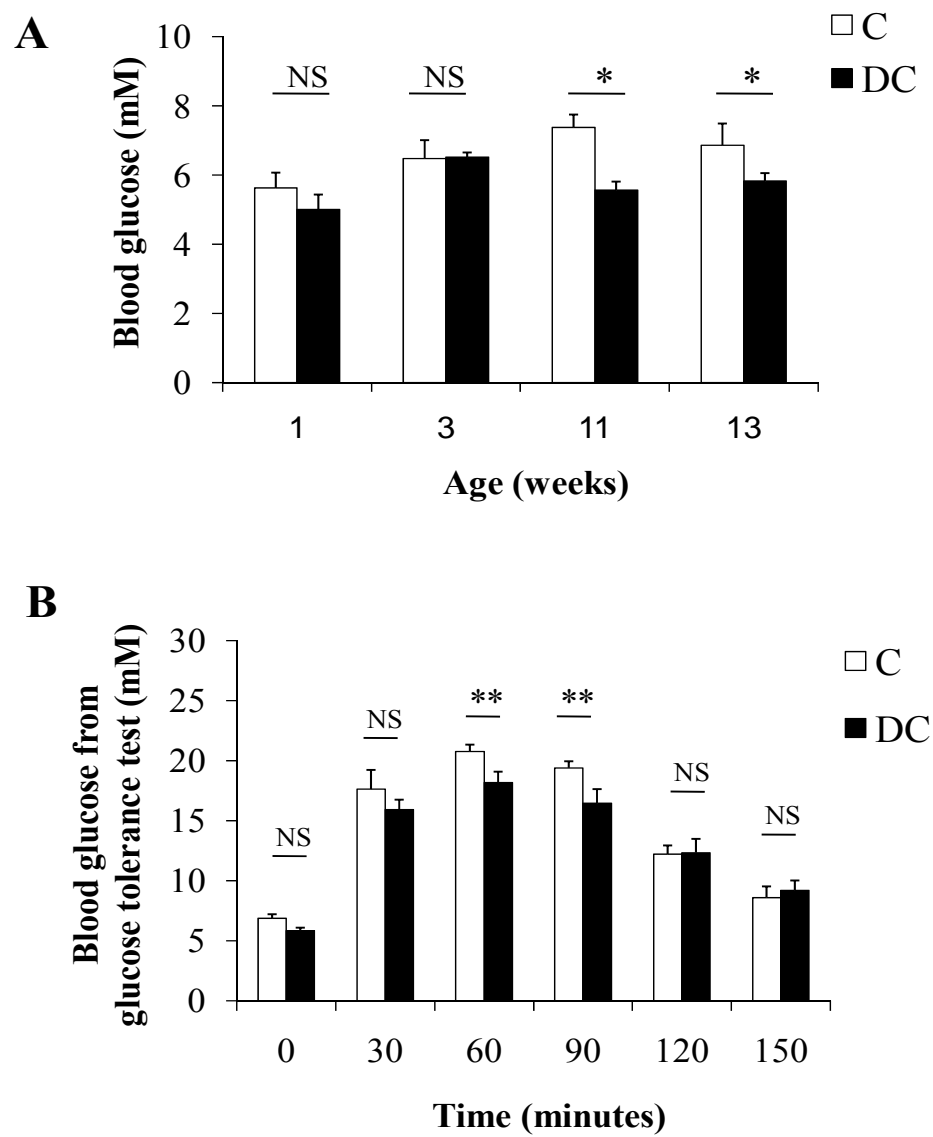 A
C
DC
Blood glucose (mM)
10
8
6
4
2
0
NS
NS
*
*
1 3 11 13
Age (weeks)
B
C
DC
Blood glucose from
glucose tolerance test (mM)
30
25
20
15
10
5
0
NS
NS
**
**
NS
NS
0 30 60 90 120 150
Time (minutes)